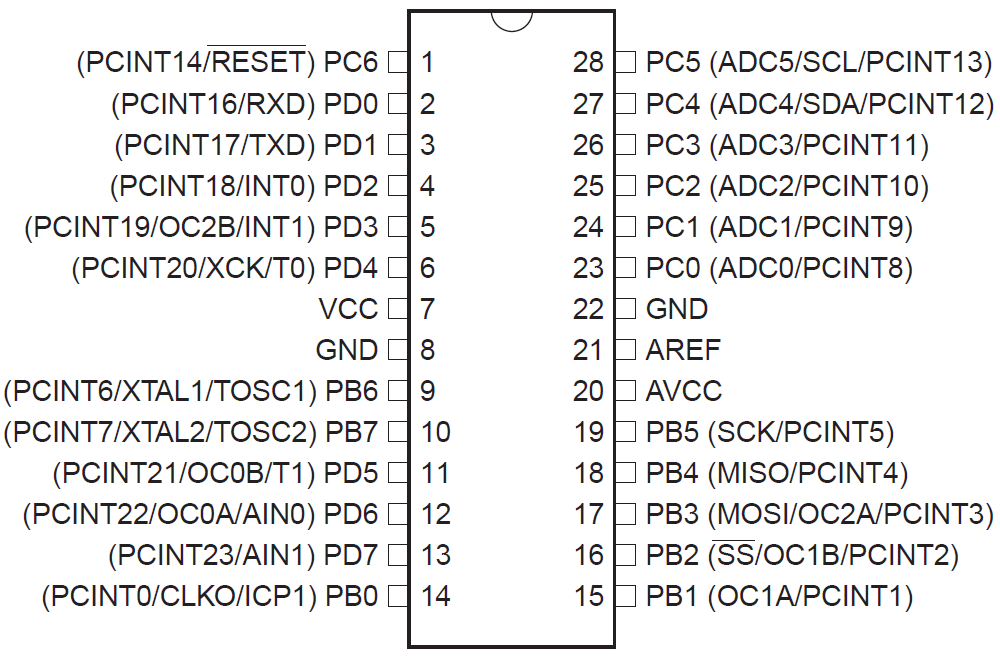 (PCINT14/RESET) PC6 1 28 PC5 (ADC5/SCL/PCINT13)
(PCINT16/RXD) PD0 2 27 PC4 (ADC4/SDA/PCINT12)
(PCINT17/TXD) PD1 3 26 PC3 (ADC3/PCINT11)
(PCINT18/INT0) PD2 4 25 PC2 (ADC2/PCINT10)
(PCINT19/OC2B/INT1) PD3 5 24 PC1 (ADC1/PCINT9)
(PCINT20/XCK/T0) PD4 6 23 PC0 (ADC0/PCINT8)
VCC 7 22 GND
GND 8 21 AREF
(PCINT6/XTAL1/TOSC1) PB6 9 20 AVCC
(PCINT7/XTAL2/TOSC2) PB7 10 19 PB5 (SCK/PCINT5)
(PCINT21/OC0B/T1) PD5 11 18 PB4 (MISO/PCINT4)
(PCINT22/OC0A/AIN0) PD6 12 17 PB3 (MOSI/OC2A/PCINT3)
(PCINT23/AIN1) PD7 13 16 PB2 (SS/OC1B/PCINT2)
(PCINT0/CLKO/ICP1) PB0 14 15 PB1 (OC1A/PCINT1)